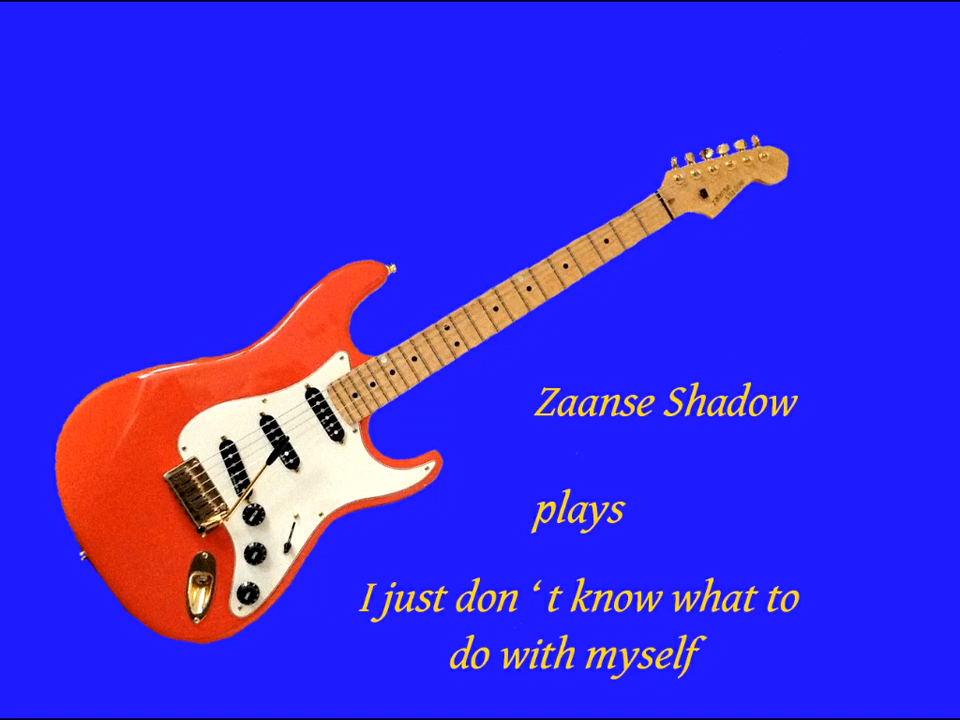 Zaanse Shadow
plays
I just don ‘ t know what to
do with myself